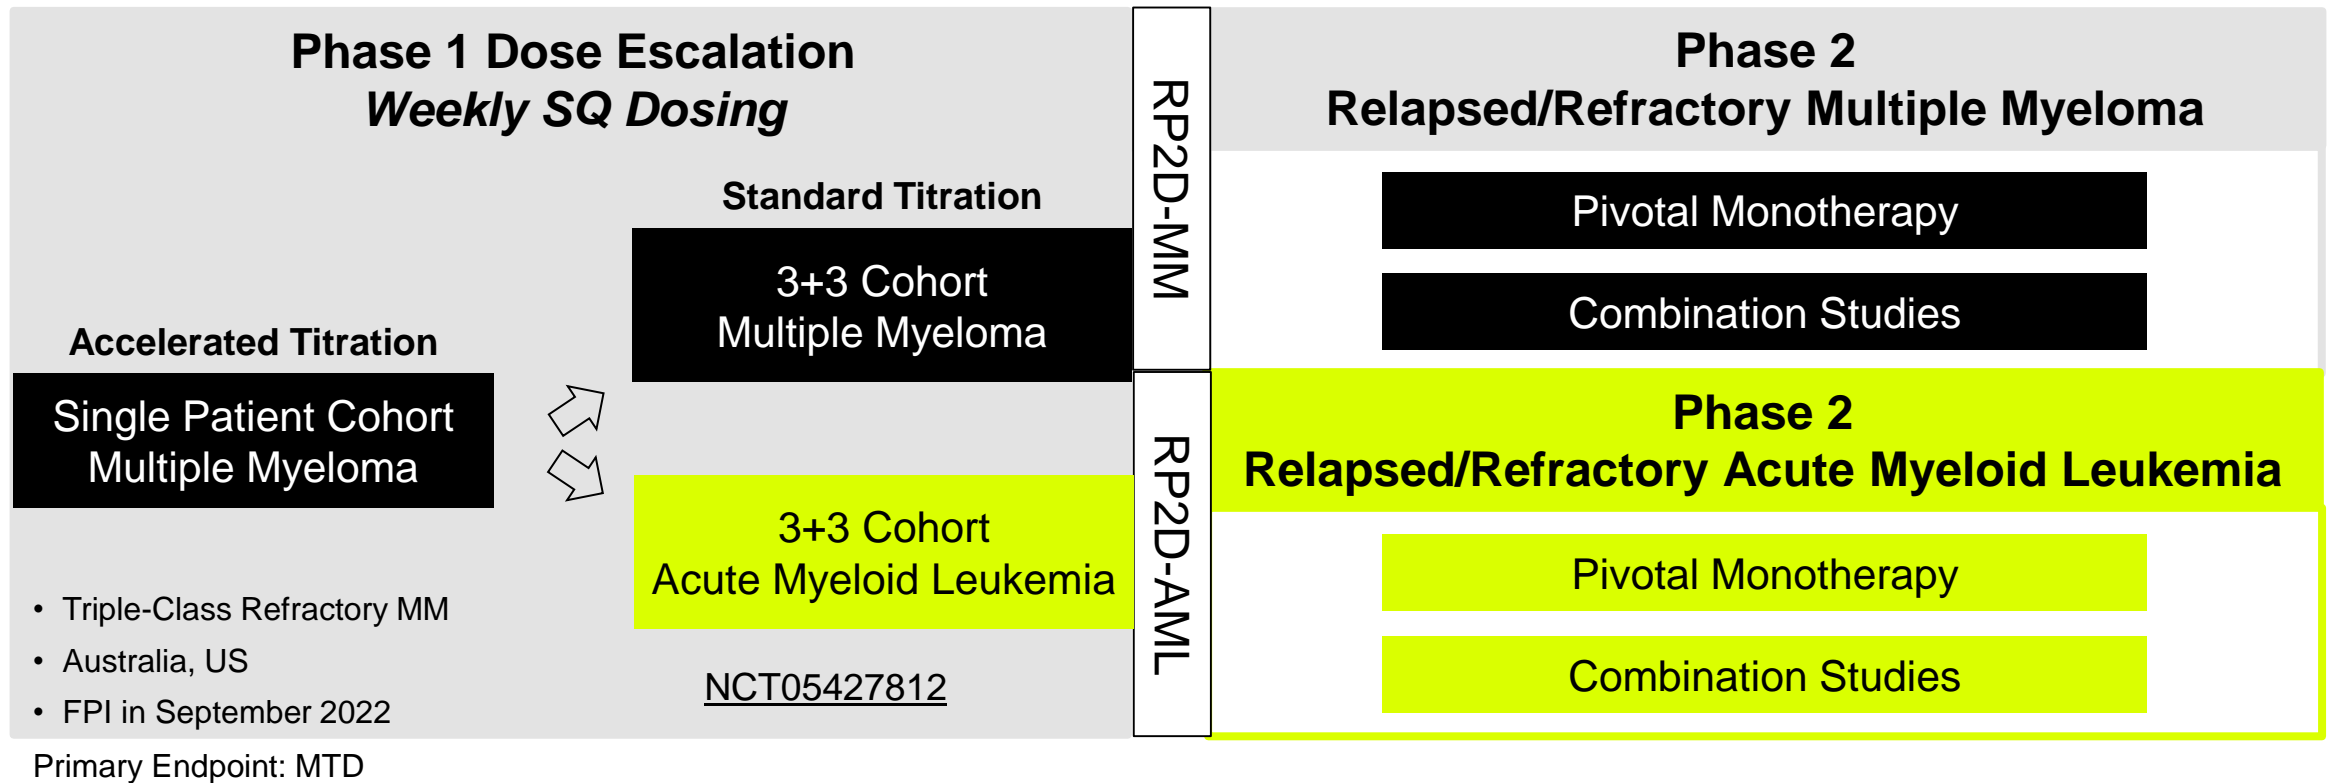 Phase 1 Dose Escalation
Weekly SQ Dosing
Accelerated Titration
Single Patient Cohort
Multiple Myeloma
Standard Titration
3+3 Cohort
Multiple Myeloma
3+3 Cohort
Acute Myeloid Leukemia
NCT05427812
• Triple-Class Refractory MM
• Australia, US
• FPI in September 2022
Primary Endpoint: MTD
RP2D-MM
RP2D-AML
Phase 2
Relapsed/Refractory Multiple Myeloma
Pivotal Monotherapy
Combination Studies
Phase 2
Relapsed/Refractory Acute Myeloid Leukemia
Pivotal Monotherapy
Combination Studies